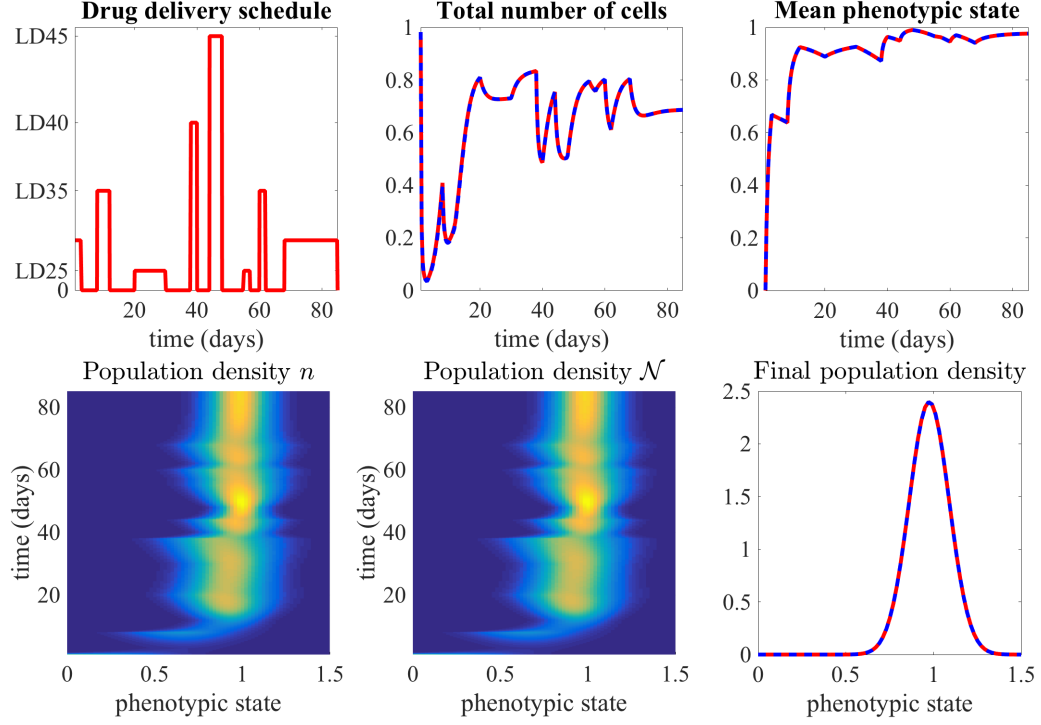 Drug delivery schedule
LD45
LD40
LD35
LD25
0
20
40
60
80
time (days)
Total number of cells
1
0.8
0.6
0.4
0.2
0
20
40
60
80
time (days)
Mean phenotypic state
1
0.8
0.6
0.4
0.2
0
20
40
60
80
time (days)
Population density n
80
60
40
20
time (days)
0
0.5
1
1.5
phenotypic state
Population density 𝒩
80
60
40
20
time (days)
0
0.5
1
1.5
phenotypic state
Final population density
2.5
2
1.5
1
0.5
0
0
0.5
1
1.5
phenotypic state